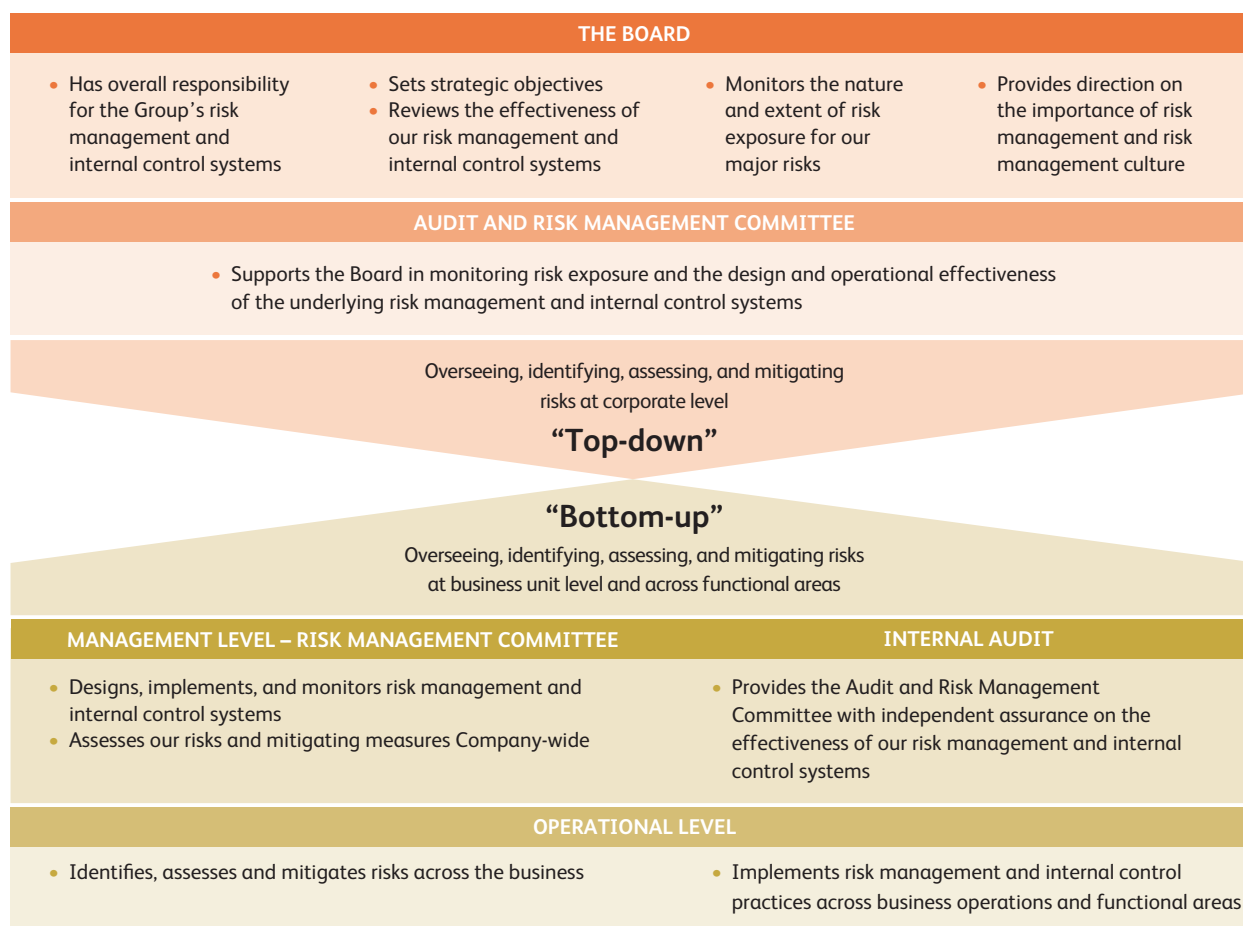 THE BOARD
• Has overall responsibility
for the Group’s risk
management and
internal control systems
• Sets strategic objectives
• Reviews the effectiveness of
our risk management and
internal control systems
• Monitors the nature
and extent of risk
exposure for our
major risks
• Provides direction on
the importance of risk
management and risk
management culture
AUDIT AND RISK MANAGEMENT COMMITTEE
• Supports the Board in monitoring risk exposure and the design and operational effectiveness
of the underlying risk management and internal control systems
Overseeing, identifying, assessing, and mitigating
risks at corporate level
“Top-down”
“Bottom-up”
Overseeing, identifying, assessing, and mitigating risks
at business unit level and across functional areas
MANAGEMENT LEVEL – RISK MANAGEMENT COMMITTEE
• Designs, implements, and monitors risk management and
internal control systems
• Assesses our risks and mitigating measures Company-wide
INTERNAL AUDIT
• Provides the Audit and Risk Management
Committee with independent assurance on the
effectiveness of our risk management and internal
control systems
OPERATIONAL LEVEL
• Identifies, assesses and mitigates risks across the business
• Implements risk management and internal control
practices across business operations and functional areas